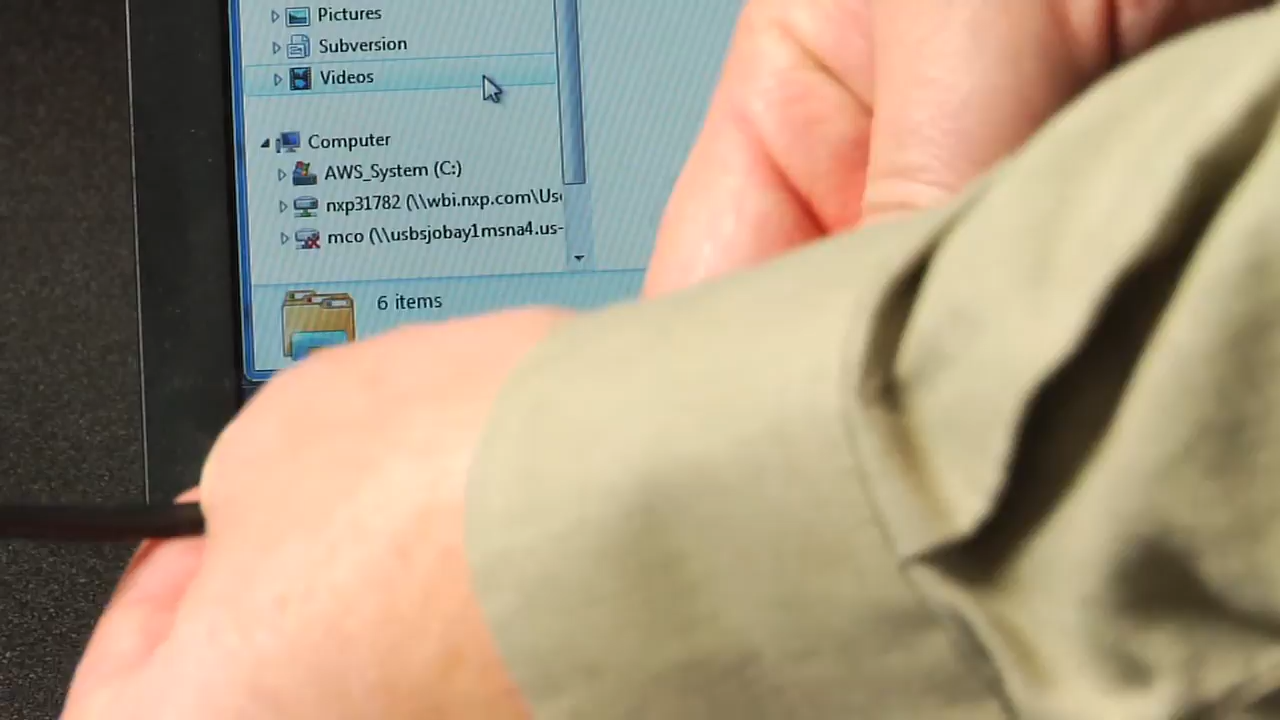 Pictures
Subversion
Videos
Computer
AWS_System (C:)
nxp31782 (\\wbi.nxp.com\Us
mco (\\usbsjobay1msna4.us-
6 items